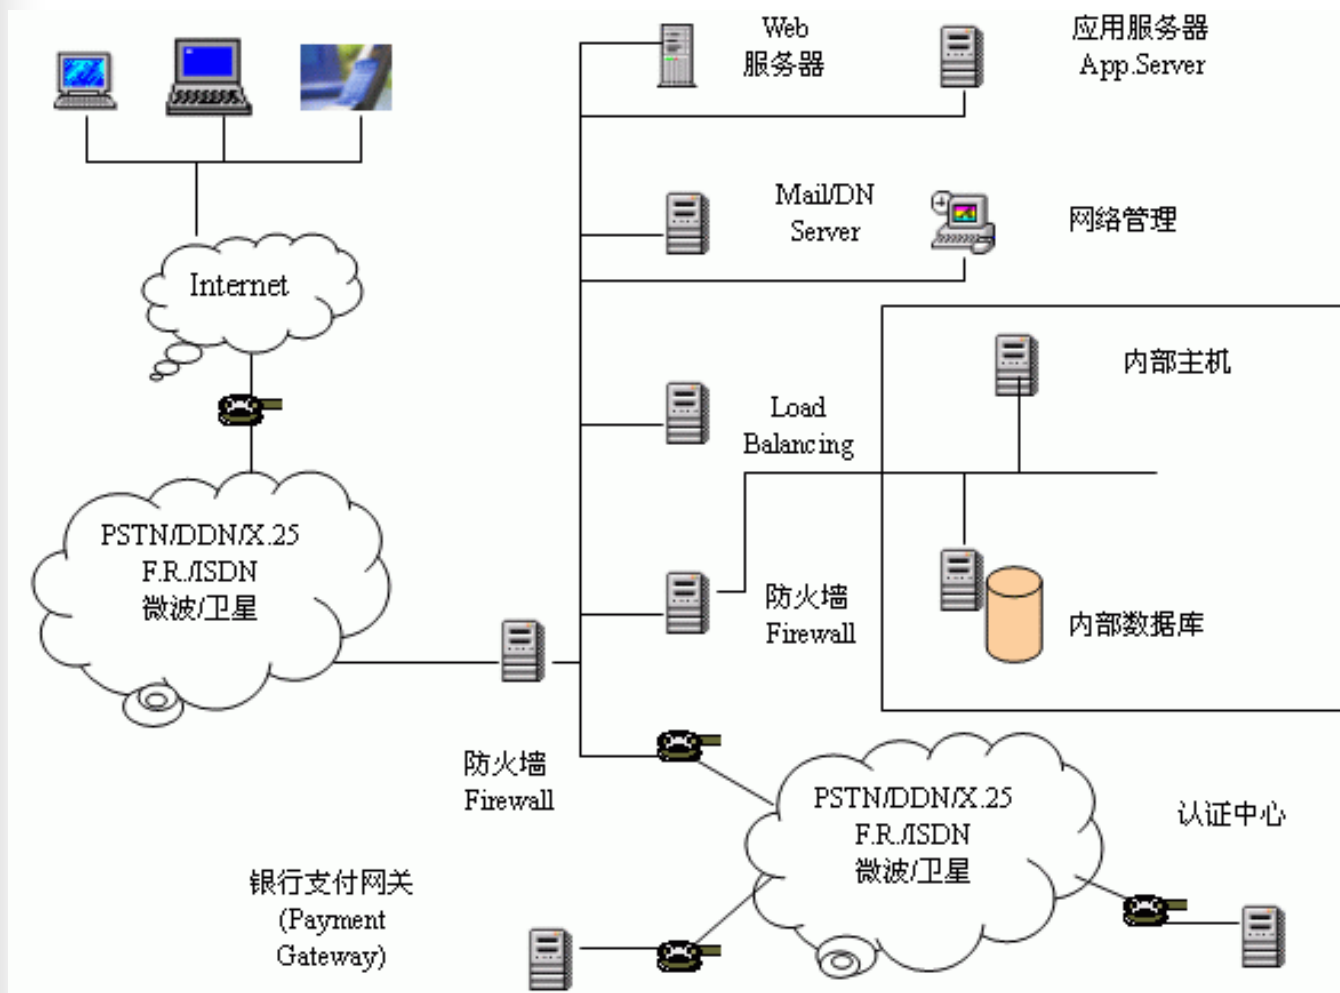 Web
服务器
应用服务器
App.Server
Mail/DN
Server
网络管理
Internet
内部主机
Load
Balancing
PSTN/DDN/X.25
F.R./ISDN
微波/卫星
防火墙
Firewall
内部数据库
防火墙
Firewall
PSTN/DDN/X.25
F.R./ISDN
微波/卫星
认证中心
银行支付网关
(Payment
Gateway)